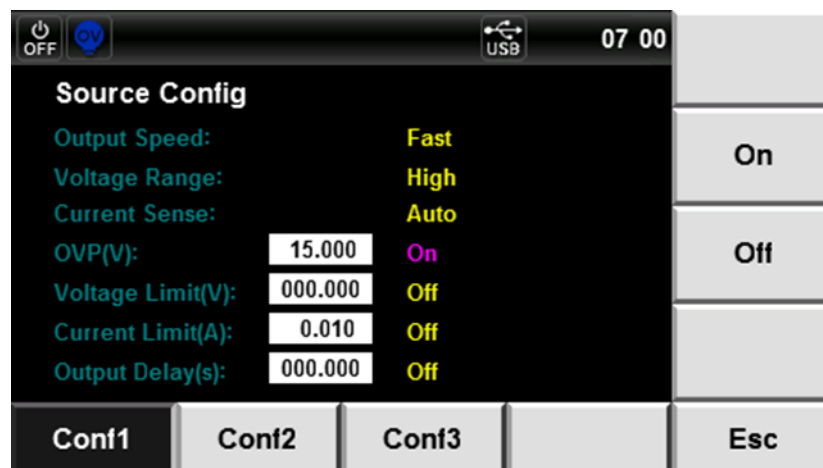 OFF OV USB 07 00
Source Config
Output Speed: Fast
Voltage Range: High
Current Sense: Auto
OVP(V): 15.000 On
Voltage Limit(V): 000.000 Off
Current Limit(A): 0.010 Off
Output Delay(s): 000.000 Off
On
Off
Conf1 Conf2 Conf3 Esc